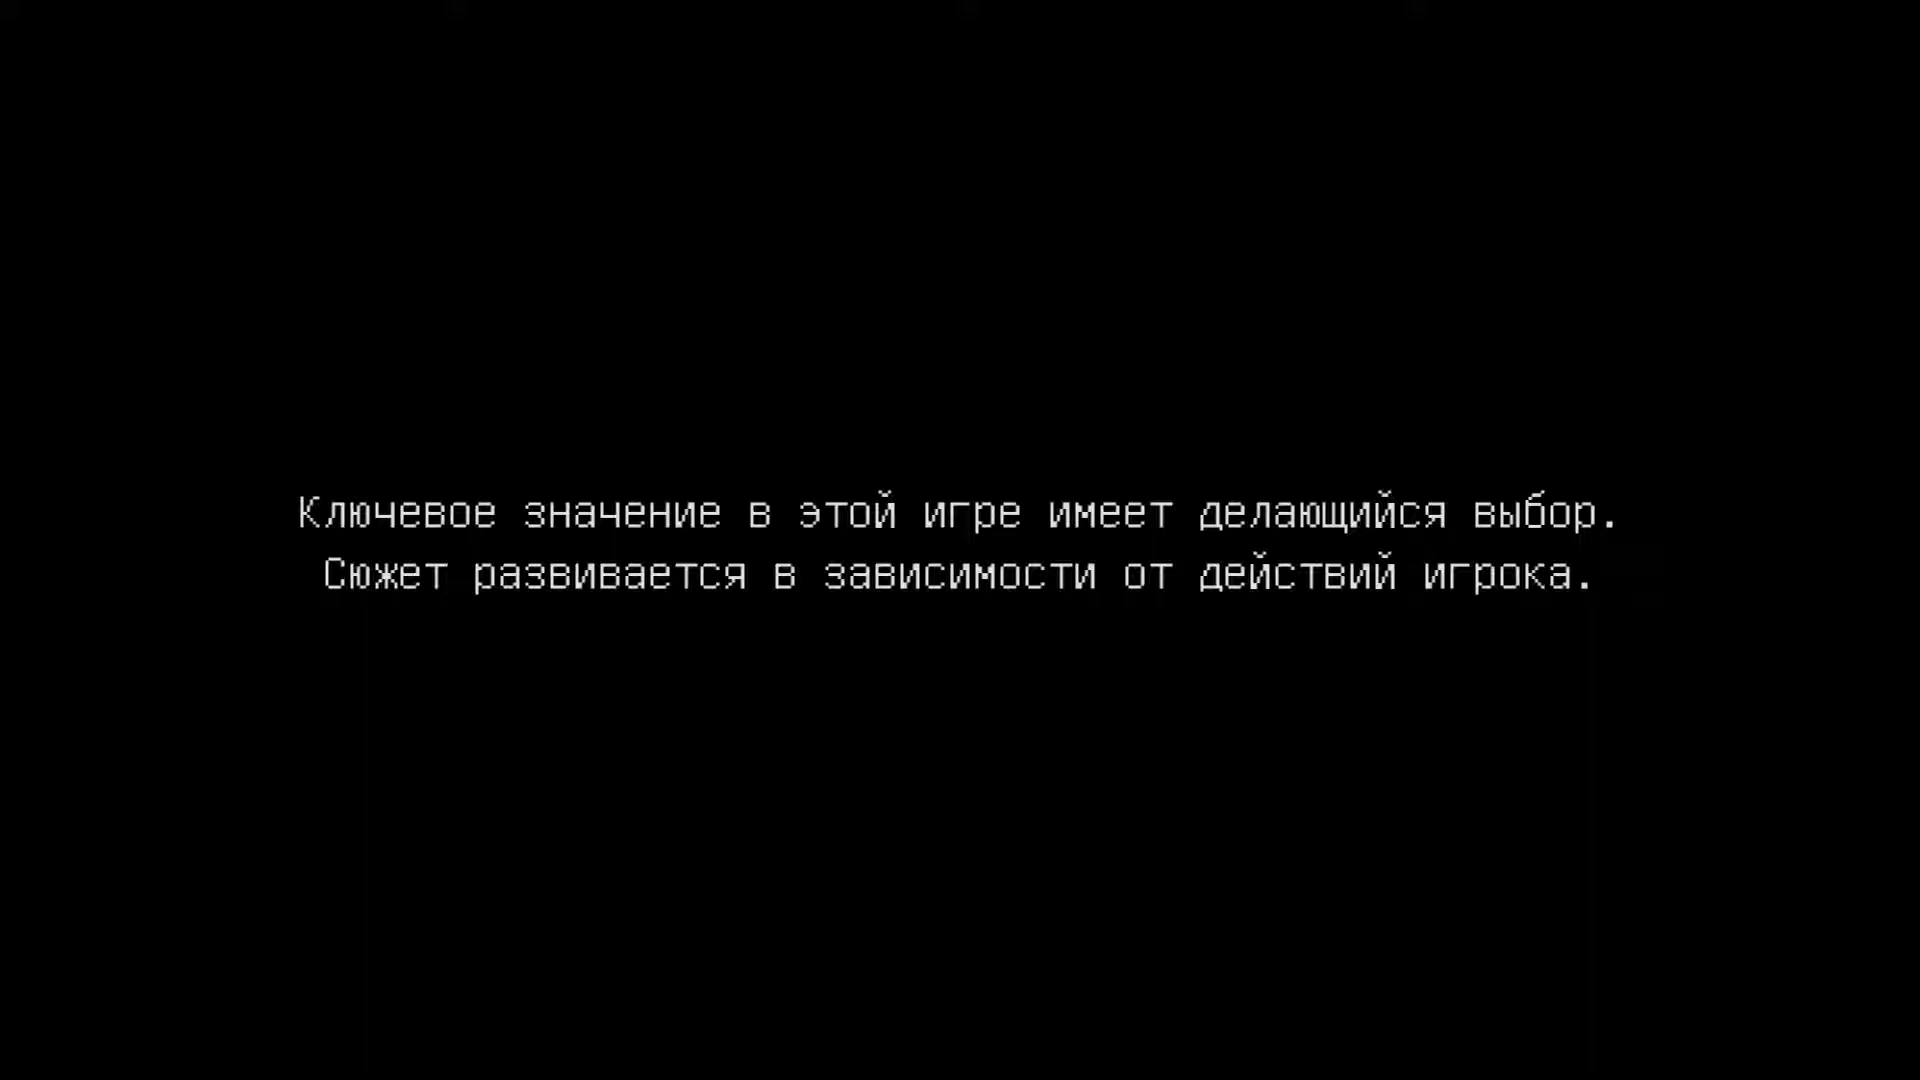 Ключевое значение в этой игре имеет делающийся выбор.
Сюжет развивается в зависимости от действий игрока.